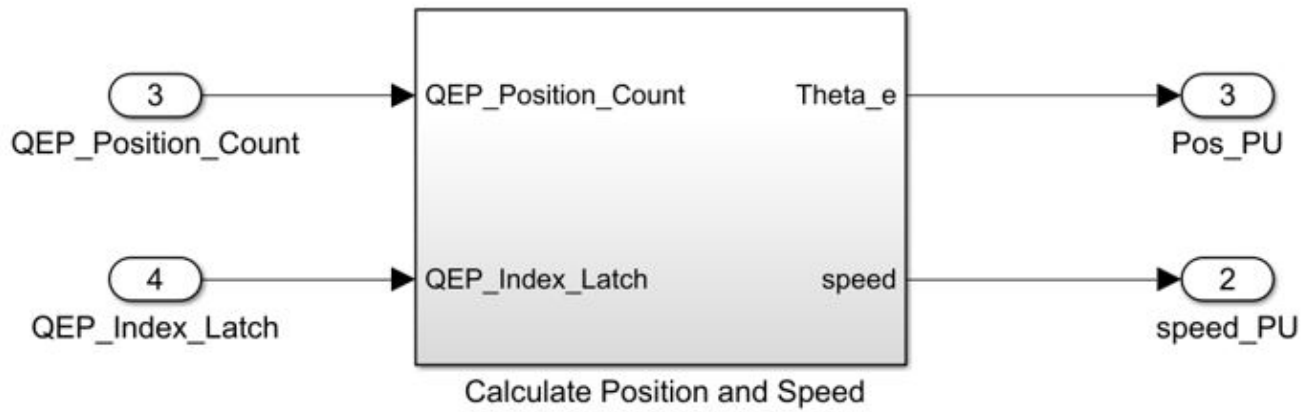 3
QEP_Position_Count
QEP_Position_Count
Theta_e
3
Pos_PU
4
QEP_Index_Latch
QEP_Index_Latch
speed
2
speed_PU
Calculate Position and Speed